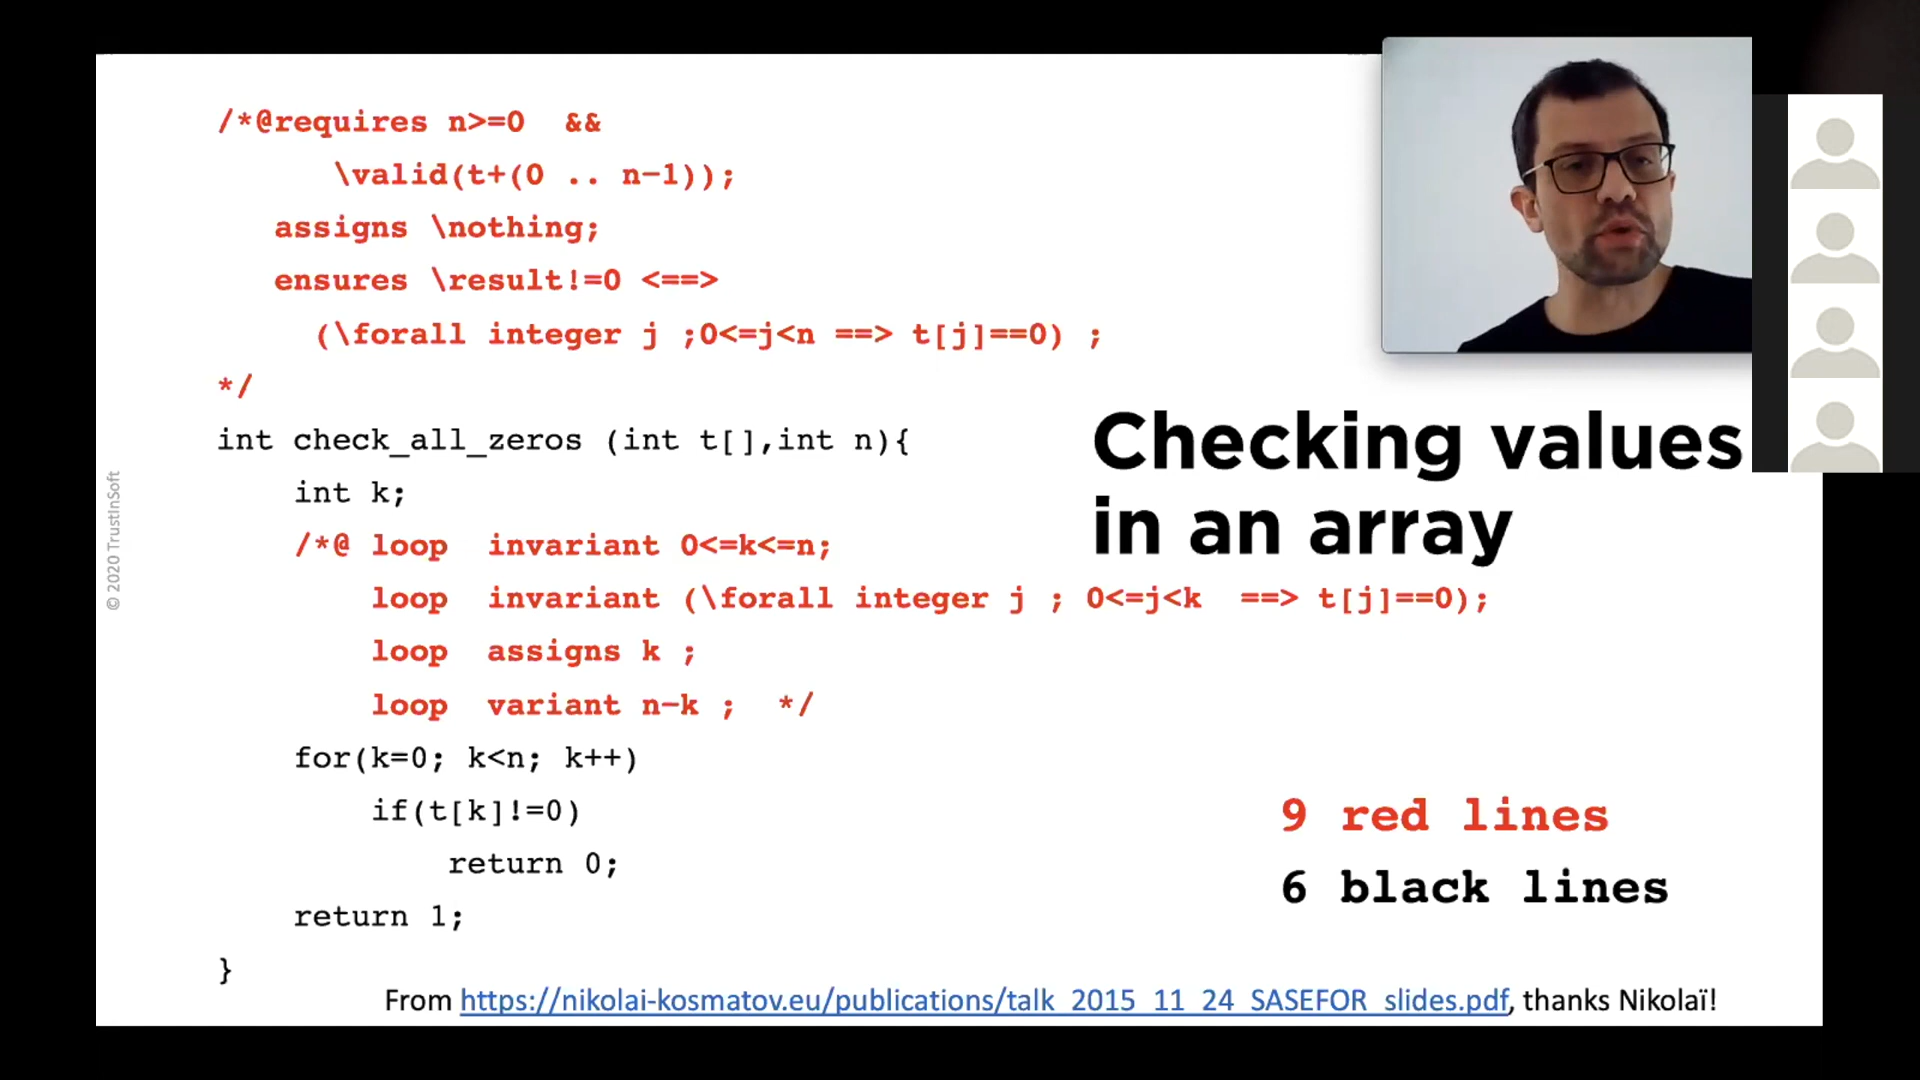 /*@requires n>=0 &&
\valid(t+(0 .. n-1));
assigns \nothing;
ensures \result!=0 <==>
(\forall integer j ;0<=j<n ==> t[j]==0) ;
*/
int check_all_zeros (int t[],int n){
int k;
/*@ loop invariant 0<=k<=n;
loop invariant (\forall integer j ; 0<=j<k ==> t[j]==0);
loop assigns k ;
loop variant n-k ; */
for(k=0; k<n; k++)
if(t[k]!=0)
return 0;
return 1;
}
Checking values
in an array
9 red lines
6 black lines
From https://nikolai-kosmatov.eu/publications/talk_2015_11_24_SASEFOR_slides.pdf, thanks Nikolaï!
© 2020 TrustInSoft